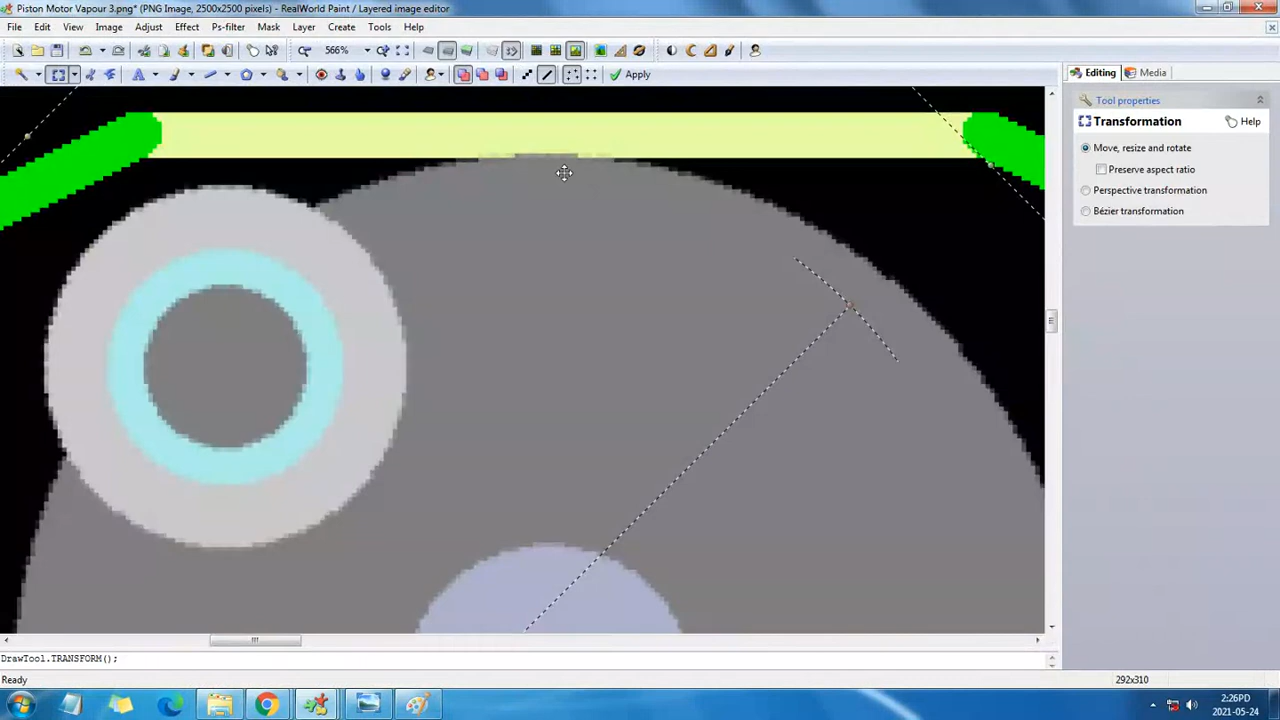 Piston Motor Vapour 3.png* (PNG Image, 2500x2500 pixels) - RealWorld Paint / Layered image editor
File Edit View Image Adjust Effect Ps-filter Mask Layer Create Tools Help
566%
Apply
Editing Media
Tool properties
Transformation Help
Move, resize and rotate
Preserve aspect ratio
Perspective transformation
Bézier transformation
DrawTool.TRANSFORM();
Ready 292x310
2:26PD
2021-05-24